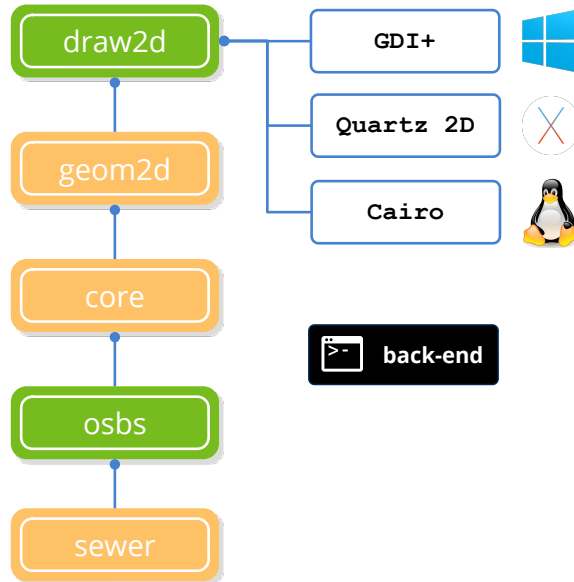 draw2d
GDI+
Quartz 2D
geom2d
Cairo
core
>- back-end
osbs
sewer